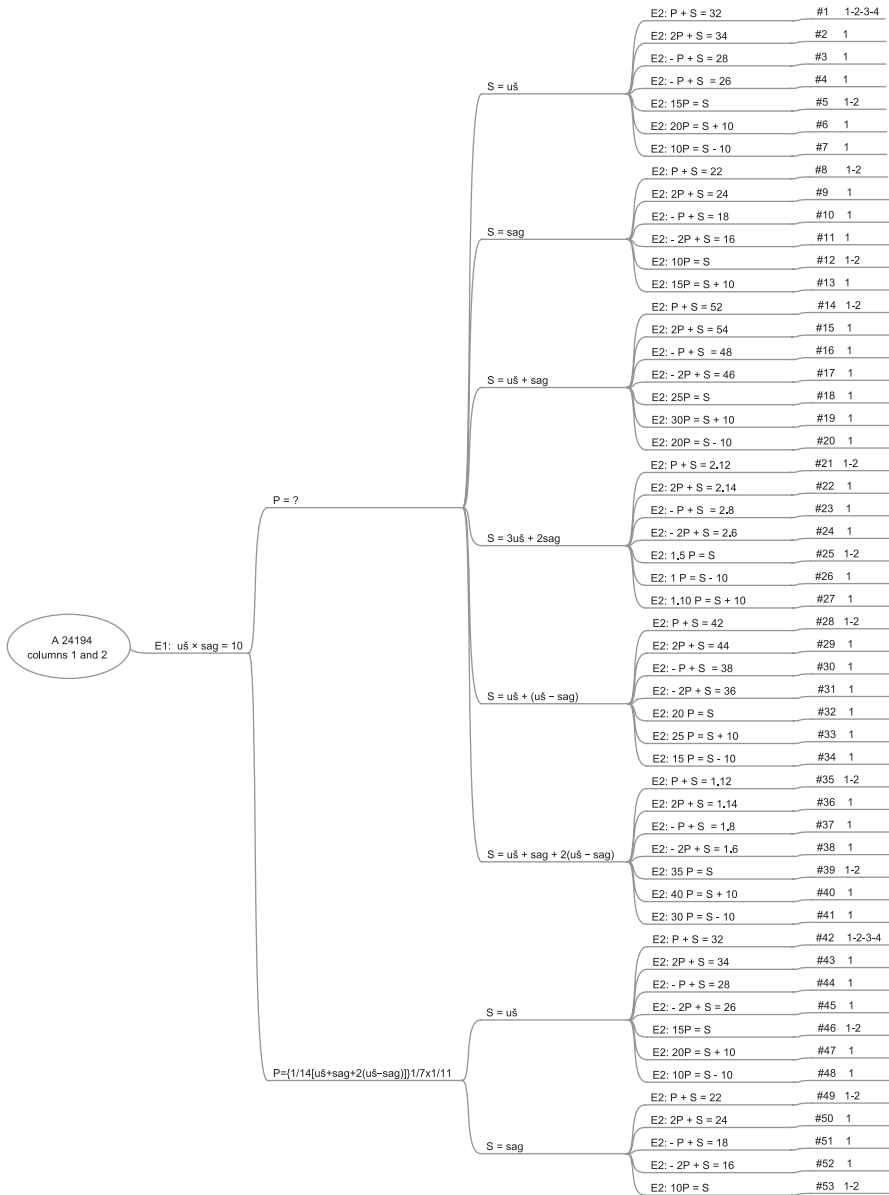 A 24194
columns 1 and 2
E1: uš × sag = 10
P = ?
S = uš
E2: P + S = 32 #1 1-2-3-4
E2: 2P + S = 34 #2 1
E2: - P + S = 28 #3 1
E2: - P + S = 26 #4 1
E2: 15P = S #5 1-2
E2: 20P = S + 10 #6 1
E2: 10P = S - 10 #7 1
S = sag
E2: P + S = 22 #8 1-2
E2: 2P + S = 24 #9 1
E2: - P + S = 18 #10 1
E2: - 2P + S = 16 #11 1
E2: 10P = S #12 1-2
E2: 15P = S + 10 #13 1
S = uš + sag
E2: P + S = 52 #14 1-2
E2: 2P + S = 54 #15 1
E2: - P + S = 48 #16 1
E2: - 2P + S = 46 #17 1
E2: 25P = S #18 1
E2: 30P = S + 10 #19 1
E2: 20P = S - 10 #20 1
S = 3uš + 2sag
E2: P + S = 2.12 #21 1-2
E2: 2P + S = 2.14 #22 1
E2: - P + S = 2.8 #23 1
E2: - 2P + S = 2.6 #24 1
E2: 1.5 P = S #25 1-2
E2: 1 P = S - 10 #26 1
E2: 1.10 P = S + 10 #27 1
S = uš + (uš – sag)
E2: P + S = 42 #28 1-2
E2: 2P + S = 44 #29 1
E2: - P + S = 38 #30 1
E2: - 2P + S = 36 #31 1
E2: 20 P = S #32 1
E2: 25 P = S + 10 #33 1
E2: 15 P = S - 10 #34 1
S = uš + sag + 2(uš – sag)
E2: P + S = 1.12 #35 1-2
E2: 2P + S = 1.14 #36 1
E2: - P + S = 1.8 #37 1
E2: - 2P + S = 1.6 #38 1
E2: 35 P = S #39 1-2
E2: 40 P = S + 10 #40 1
E2: 30 P = S - 10 #41 1
P={1/14[uš+sag+2(uš–sag)]}1/7x1/11
S = uš
E2: P + S = 32 #42 1-2-3-4
E2: 2P + S = 34 #43 1
E2: - P + S = 28 #44 1
E2: - 2P + S = 26 #45 1
E2: 15P = S #46 1-2
E2: 20P = S + 10 #47 1
E2: 10P = S - 10 #48 1
S = sag
E2: P + S = 22 #49 1-2
E2: 2P + S = 24 #50 1
E2: - P + S = 18 #51 1
E2: - 2P + S = 16 #52 1
E2: 10P = S #53 1-2